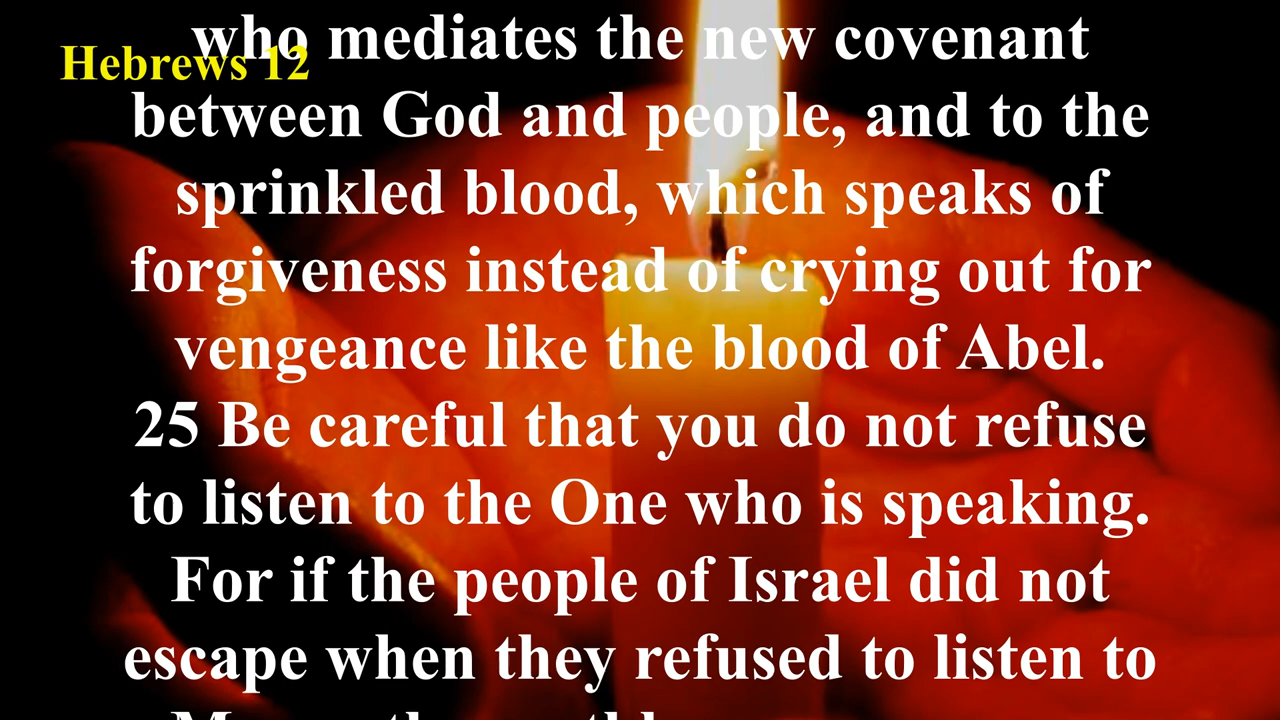 who mediates the new covenant
Hebrews 12
between God and people, and to the
sprinkled blood, which speaks of
forgiveness instead of crying out for
vengeance like the blood of Abel.
25 Be careful that you do not refuse
to listen to the One who is speaking.
For if the people of Israel did not
escape when they refused to listen to